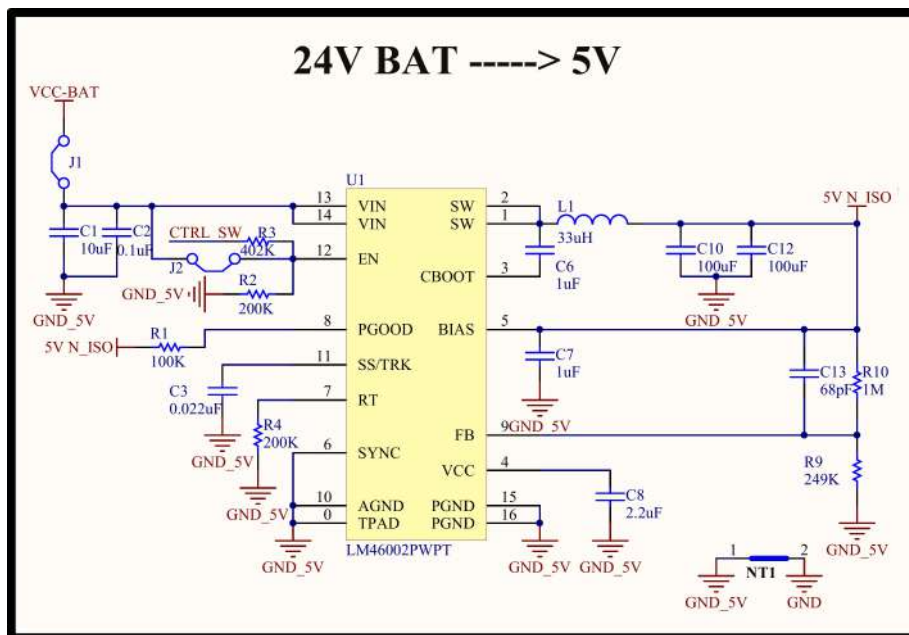 24V BAT -----> 5V
VCC-BAT
J1
C1
10uF
C2
0.1uF
GND_5V
CTRL_SW
R3
402K
J2
R2
200K
GND_5V
5V N_ISO
R1
100K
C3
0.022uF
GND_5V
R4
200K
GND_5V
GND_5V
U1
13
VIN
14
VIN
12
EN
8
PGOOD
11
SS/TRK
7
RT
6
SYNC
10
AGND
0
TPAD
2
SW
1
SW
3
CBOOT
5
BIAS
9
FB
4
VCC
15
PGND
16
PGND
LM46002PWPT
L1
33uH
C6
1uF
C10
100uF
C12
100uF
GND_5V
5V N_ISO
C7
1uF
GND_5V
C13
68pF
R10
1M
R9
249K
GND_5V
C8
2.2uF
GND_5V
GND_5V
1
2
NT1
GND_5V
GND